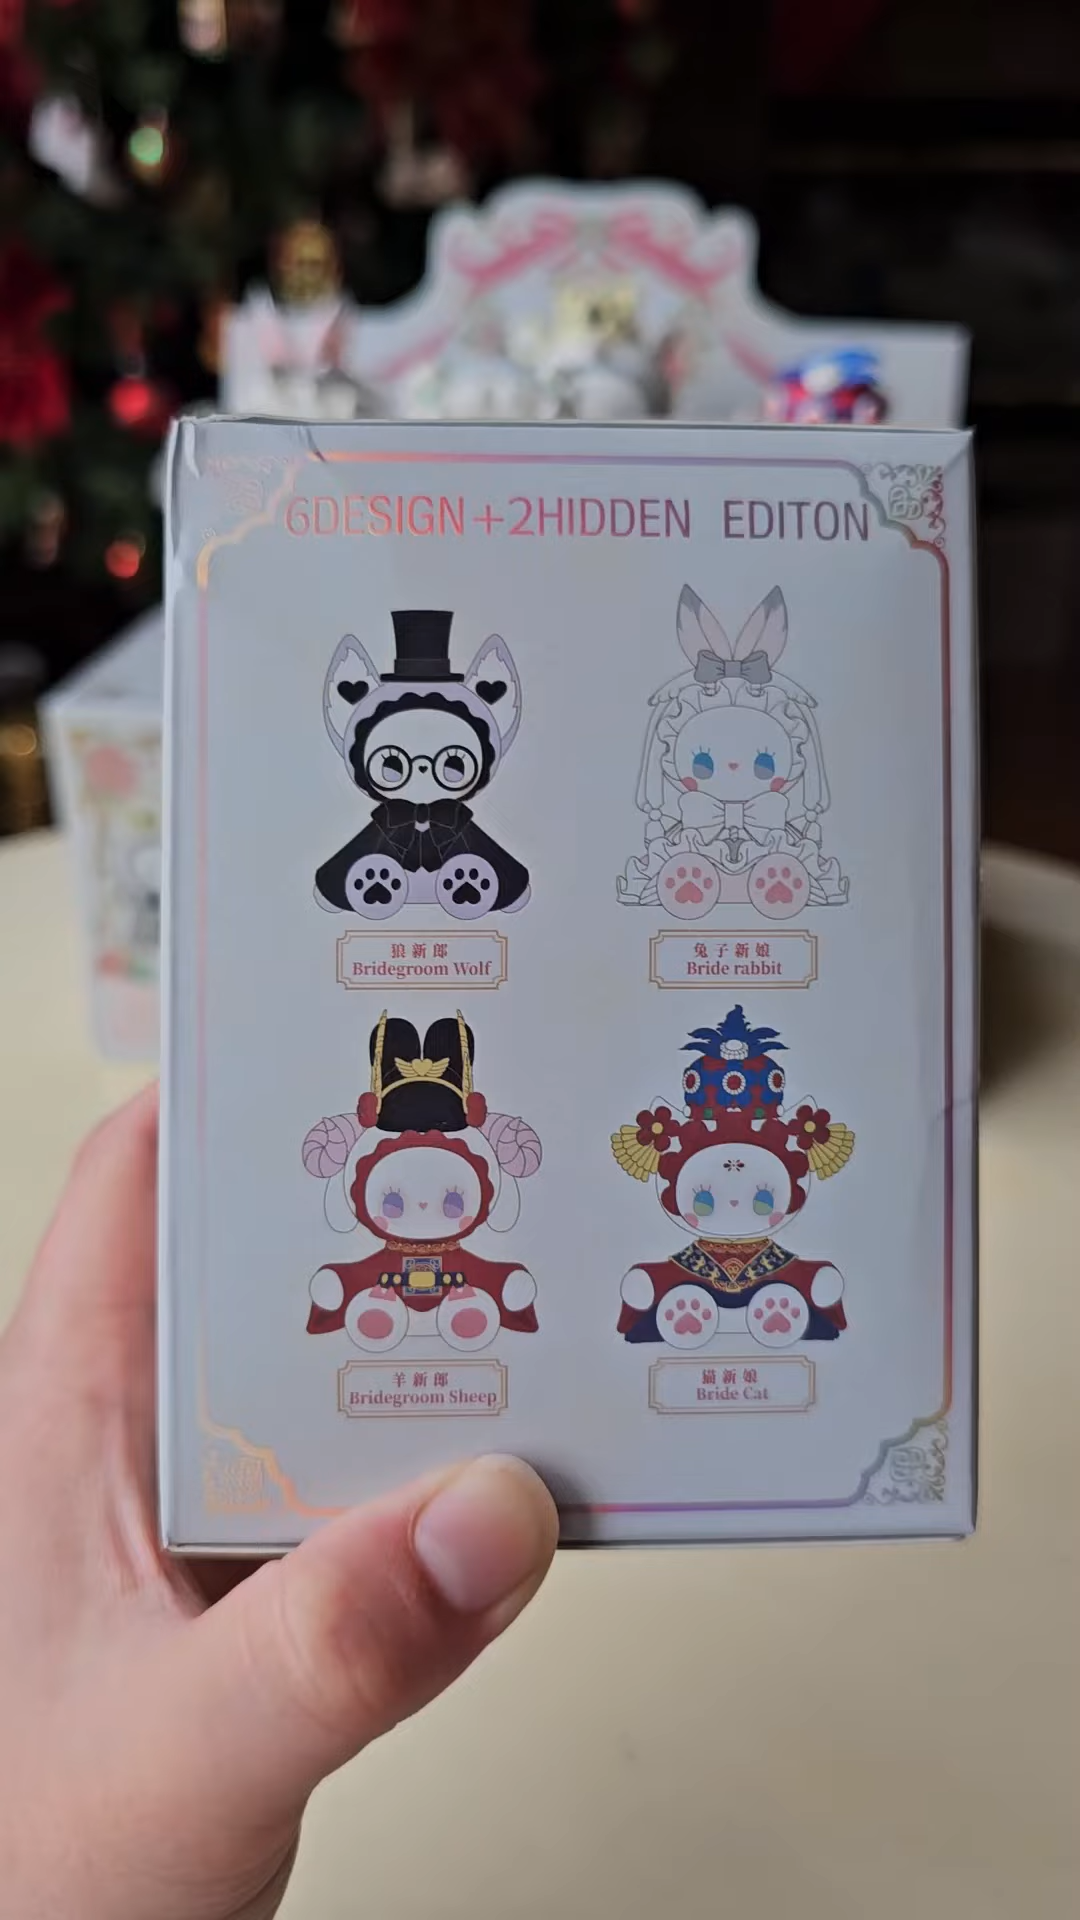 6DESIGN+2HIDDEN EDITON
狼新郎
Bridegroom Wolf
兔子新娘
Bride rabbit
羊新郎
Bridegroom Sheep
猫新娘
Bride Cat